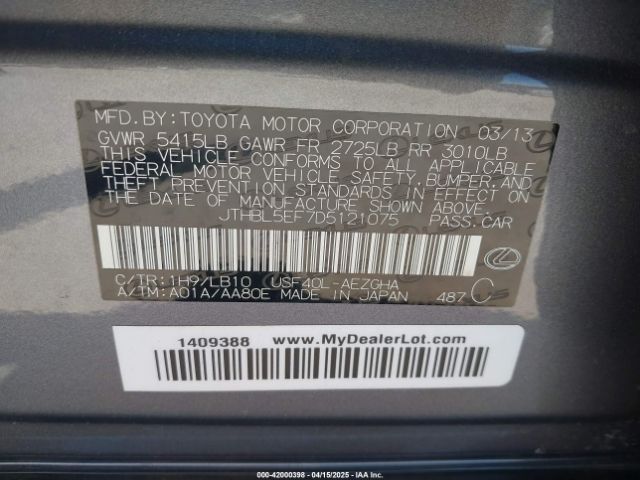 MFD.BY:TOYOTA MOTOR CORPORATION 03/13
GVWR 5415LB GAWR FR 2725LB RR 3010LB
THIS VEHICLE CONFORMS TO ALL APPLICABLE
FEDERAL MOTOR VEHICLE SAFETY, BUMPER, AND
THEFT PREVENTION STANDARDS IN EFFECT ON
THE DATE OF MANUFACTURE SHOWN ABOVE.
JTHBL5EF7D5121075 PASS.CAR
C/TR:1H9/LB10 USF40L-AEZGHA
A/TM:A01A/AA80E MADE IN JAPAN 487 C
1409388 www.MyDealerLot.com
000-42000398 - 04/15/2025 - IAAI INC.